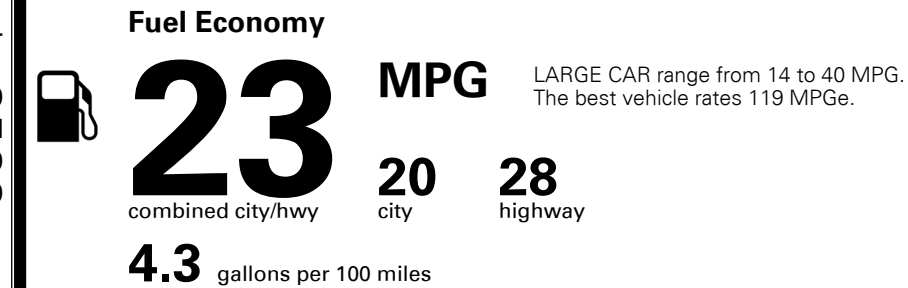 Fuel Economy
23 MPG
LARGE CAR range from 14 to 40 MPG.
The best vehicle rates 119 MPGe.
20 28
combined city/hwy city highway
4.3 gallons per 100 miles